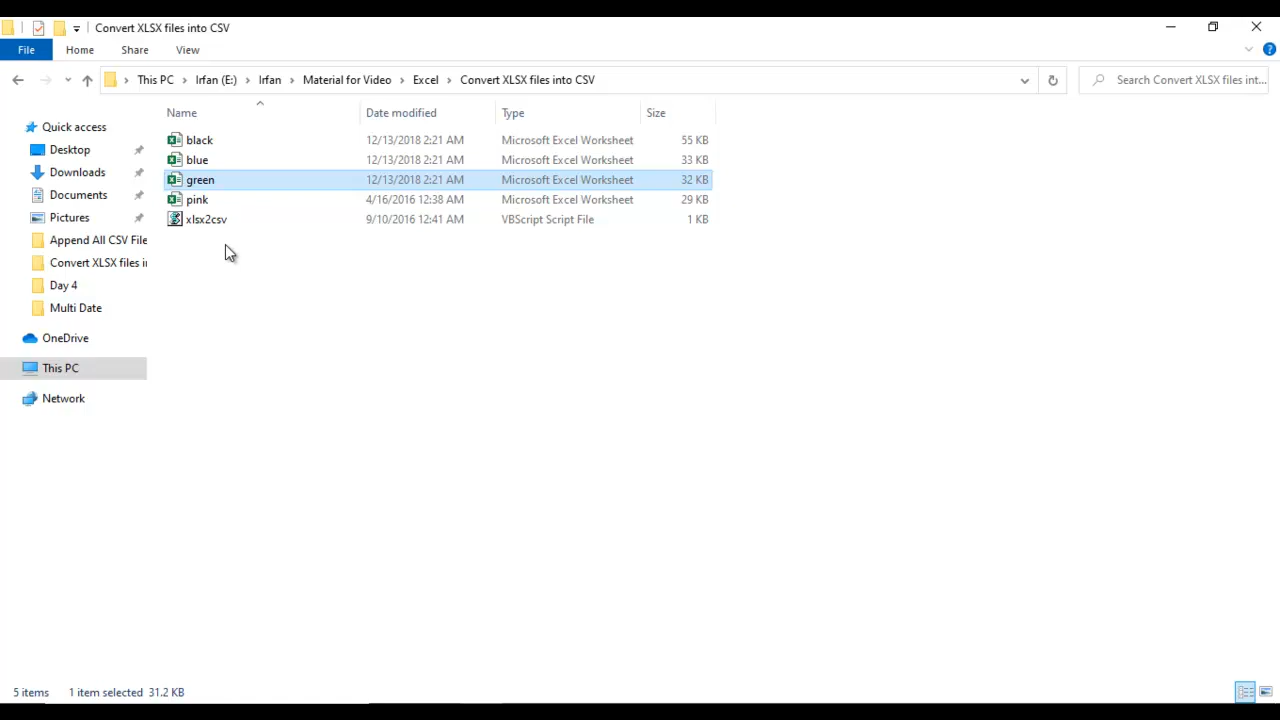 Convert XLSX files into CSV
File Home Share View
This PC Irfan (E:) Irfan Material for Video Excel Convert XLSX files into CSV Search Convert XLSX files int...
Name Date modified Type Size
Quick access
Desktop
Downloads
Documents
Pictures
Append All CSV File
Convert XLSX files in
Day 4
Multi Date
OneDrive
This PC
Network
black 12/13/2018 2:21 AM Microsoft Excel Worksheet 55 KB
blue 12/13/2018 2:21 AM Microsoft Excel Worksheet 33 KB
green 12/13/2018 2:21 AM Microsoft Excel Worksheet 32 KB
pink 4/16/2016 12:38 AM Microsoft Excel Worksheet 29 KB
xlsx2csv 9/10/2016 12:41 AM VBScript Script File 1 KB
5 items 1 item selected 31.2 KB